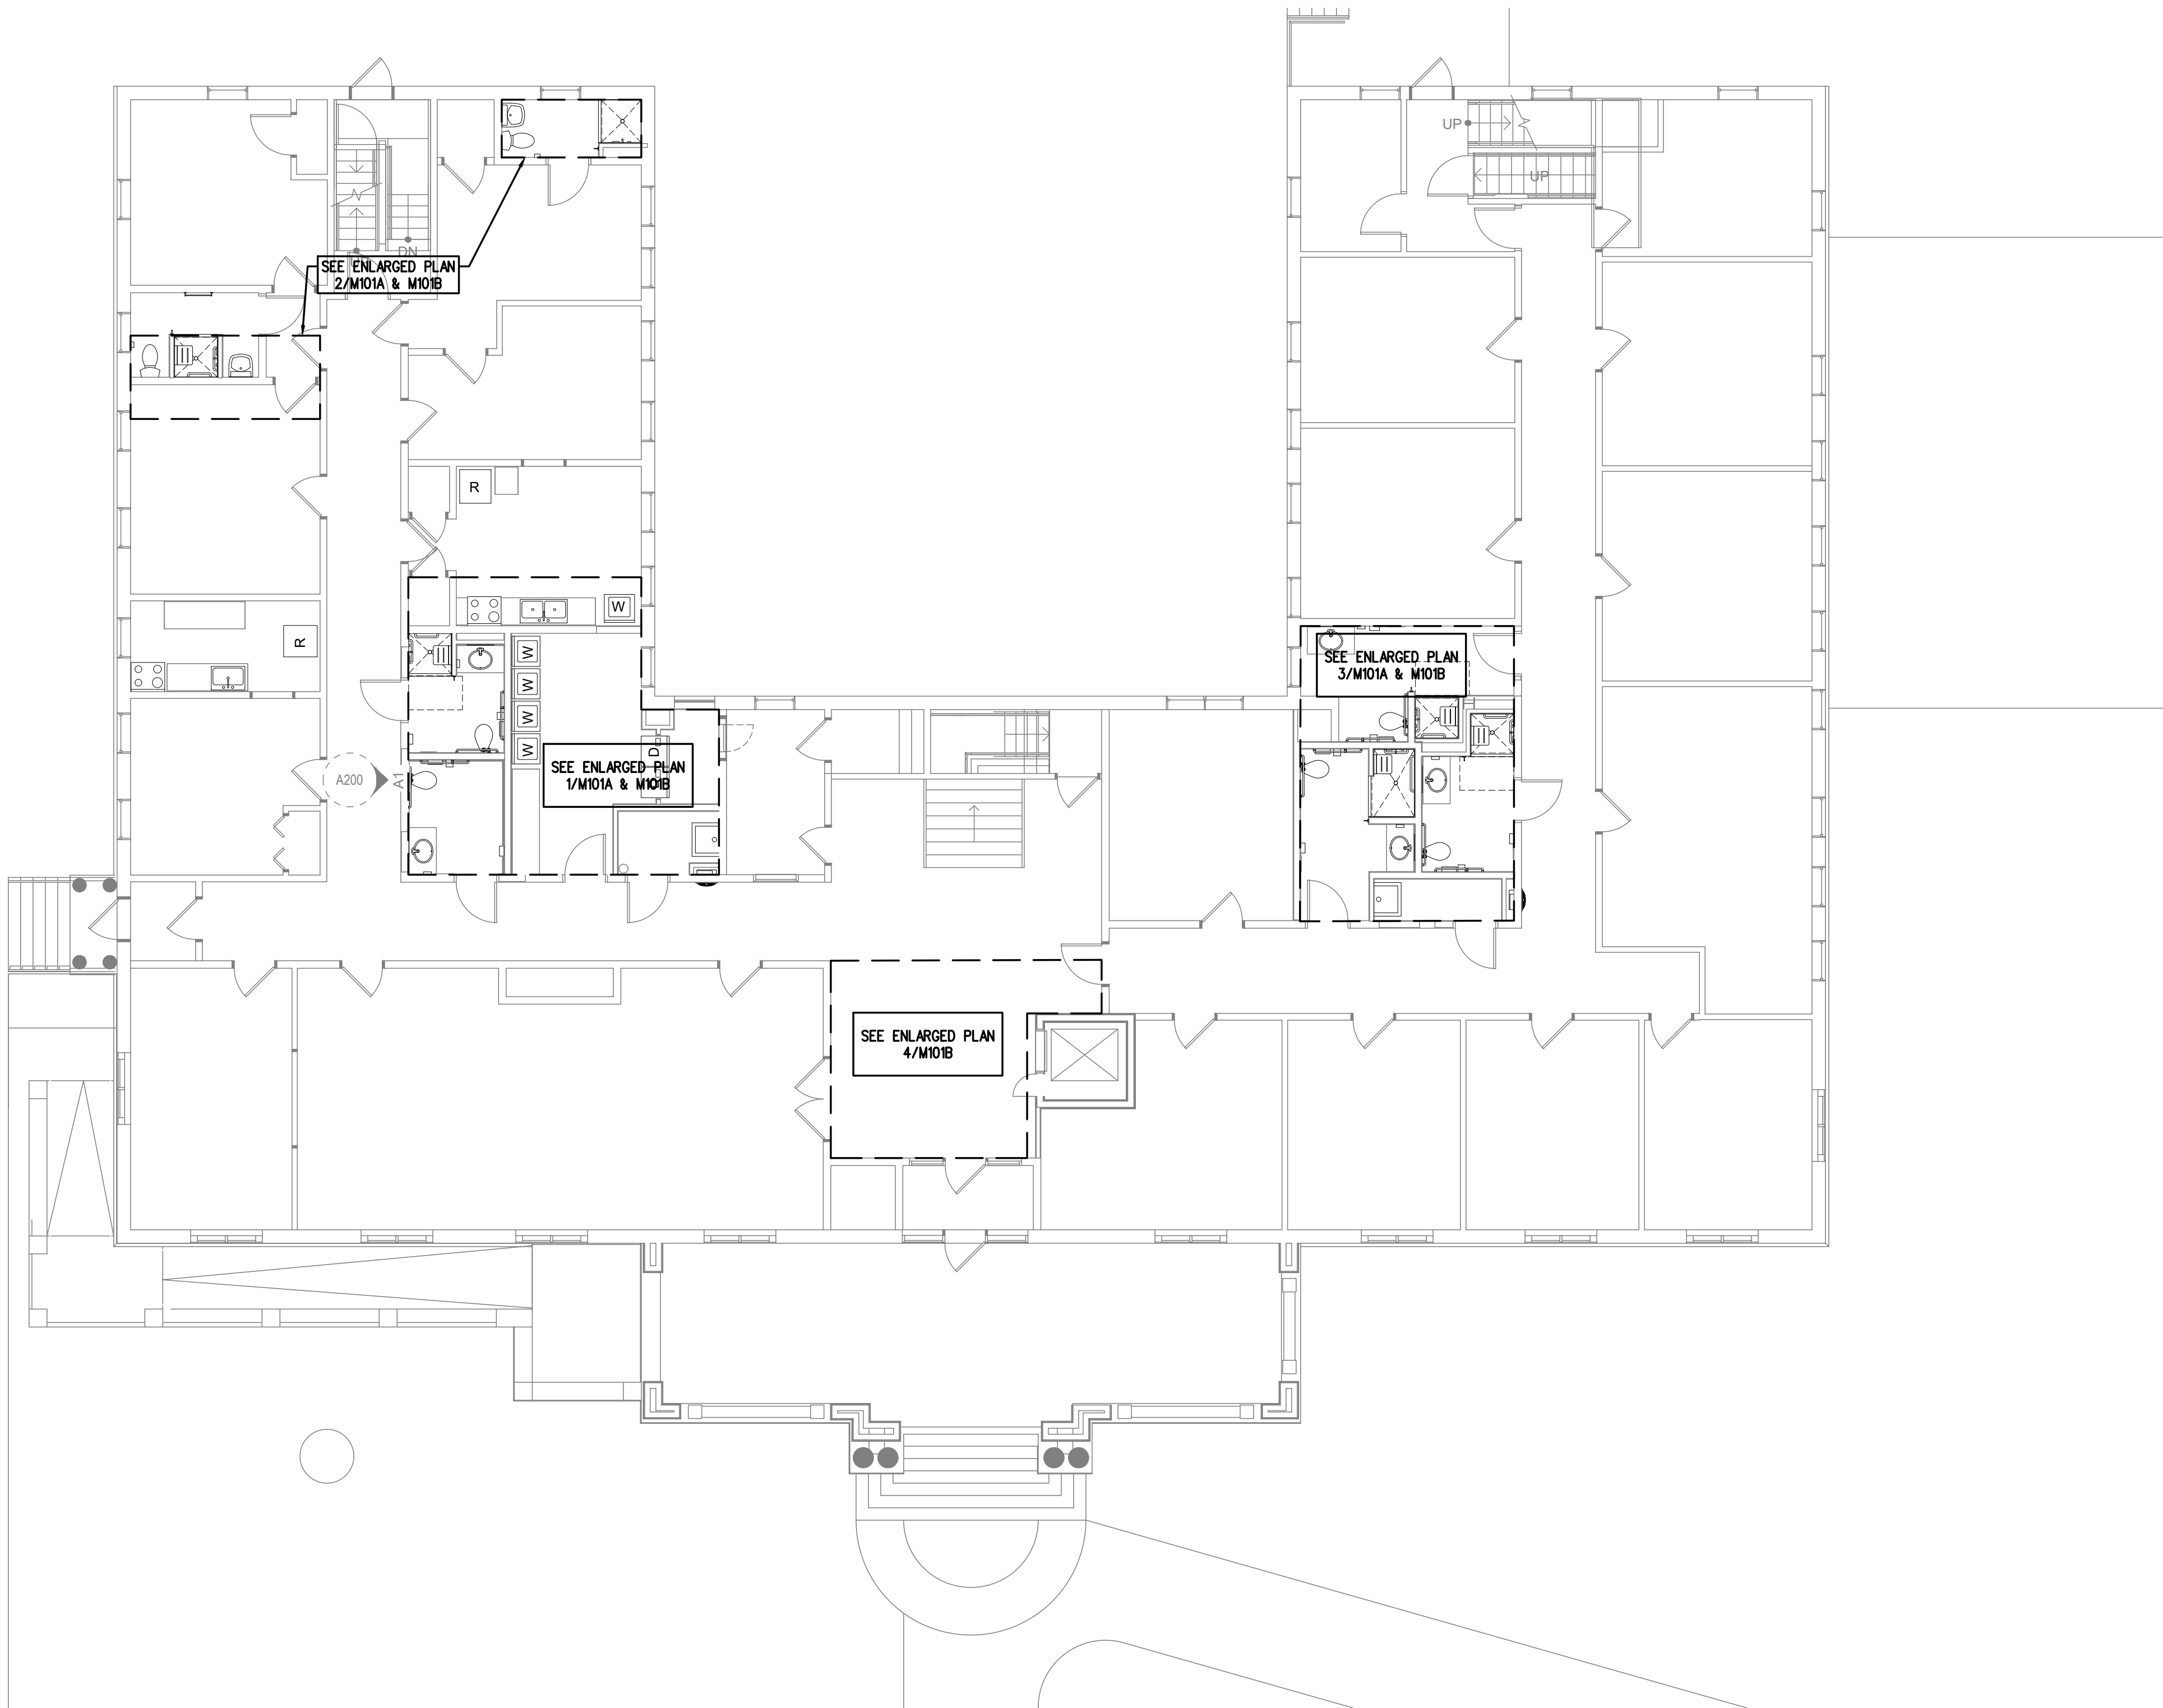 UP
UP
DN
SEE ENLARGED PLAN
2/M101A & M101B
R
W
R
W
W
W
W
SEE ENLARGED PLAN
3/M101A & M101B
D
SEE ENLARGED PLAN
1/M101A & M101B
A200
A1
SEE ENLARGED PLAN
4/M101B